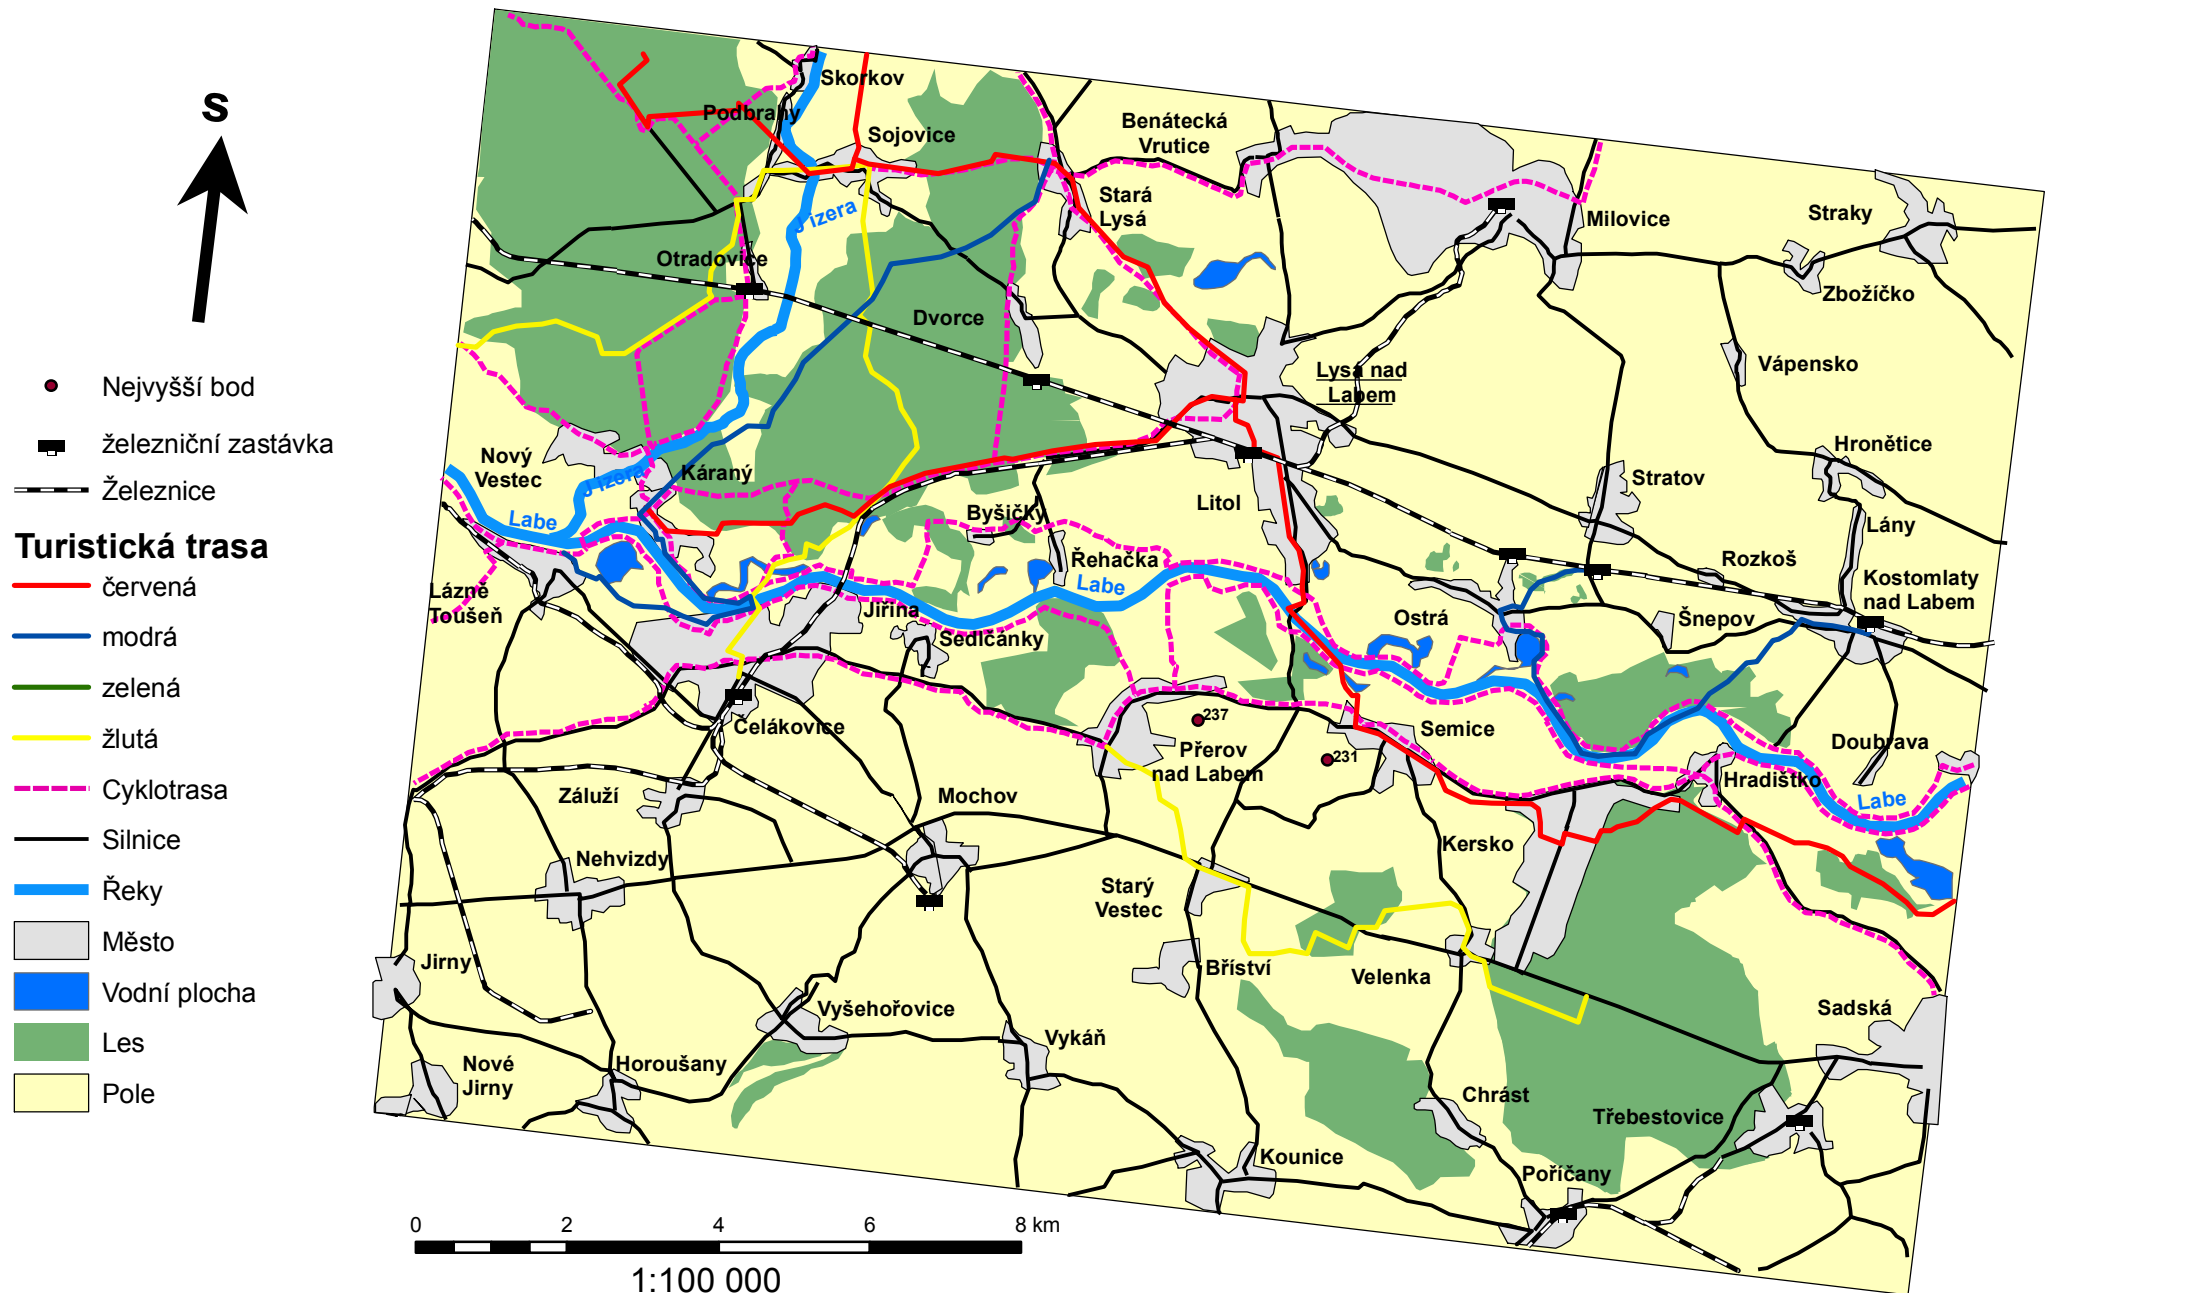 S
Nejvyšší bod
železniční zastávka
Železnice
Turistická trasa
červená
modrá
zelená
žlutá
Cyklotrasa
Silnice
Řeky
Město
Vodní plocha
Les
Pole
Skorkov
Podbrahy
Sojovice
Benátecká
Vrutice
Stará
Lysá
Milovice
Straky
Jizera
Otradovice
Zbožíčko
Dvorce
Vápensko
Lysá nad
Labem
Hronětice
Nový
Vestec
Jizera
Káraný
Stratov
Litol
Byšičky
Labe
Lány
Řehačka
Rozkoš
Labe
Kostomlaty
nad Labem
Lázně
Toušeň
Jiřina
Ostrá
Šnepov
Sedlčánky
237
Čelákovice
Semice
Přerov
nad Labem
231
Doubrava
Hradištko
Labe
Záluží
Mochov
Kersko
Nehvizdy
Starý
Vestec
Jirny
Bříství
Velenka
Vyšehořovice
Sadská
Vykáň
Nové
Jirny
Horoušany
Chrást
Třebestovice
Kounice
Poříčany
0 2 4 6 8 km
1:100 000